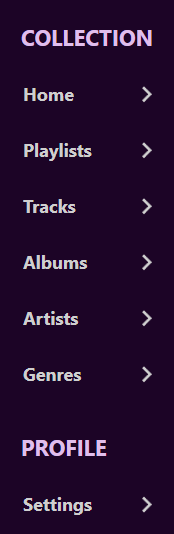 COLLECTION
Home
Playlists
Tracks
Albums
Artists
Genres
PROFILE
Settings